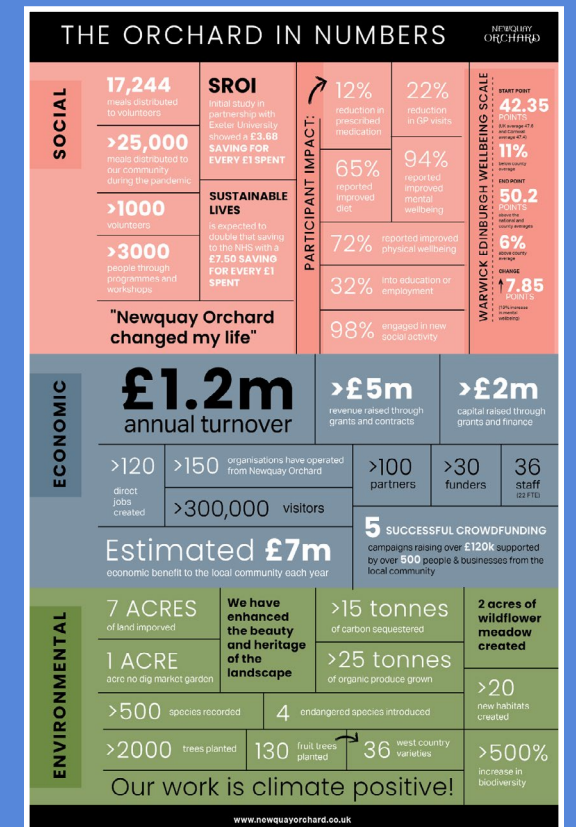 THE ORCHARD IN NUMBERS
NEWQUAY
ORCHARD
SOCIAL
17,244
meals distributed
to volunteers
>25,000
meals distributed to
our community
during the pandemic
>1000
volunteers
>3000
people through
programmes and
workshops
SROI
Initial study in
partnership with
Exeter University
showed a £3.68
SAVING FOR
EVERY £1 SPENT
SUSTAINABLE
LIVES
is expected to
double that saving
to the NHS with a
£7.50 SAVING
FOR EVERY £1
SPENT
"Newquay Orchard
changed my life"
PARTICIPANT IMPACT:
12%
reduction in
prescribed
medication
22%
reduction
in GP visits
65%
reported
improved
diet
94%
reported
improved
mental
wellbeing
72% reported improved
physical wellbeing
32% into education or
employment
98% engaged in new
social activity
WARWICK EDINBURGH WELLBEING SCALE
START POINT
42.35
POINTS
11%
below county
average
END POINT
50.2
POINTS
above the
national and
county averages
6%
above county
average
CHANGE
7.85
POINTS
ECONOMIC
£1.2m
annual turnover
>£5m
revenue raised through
grants and contracts
>£2m
capital raised through
grants and finance
>120
direct
jobs
created
>150 organisations have operated
from Newquay Orchard
>300,000 visitors
>100
partners
>30
funders
36
staff
(22 FTE)
Estimated £7m
economic benefit to the local community each year
5 SUCCESSFUL CROWDFUNDING
campaigns raising over £120k supported
by over 500 people & businesses from the
local community
ENVIRONMENTAL
7 ACRES
of land imporved
1 ACRE
acre no dig market garden
We have
enhanced
the beauty
and heritage
of the
landscape
>15 tonnes
of carbon sequestered
>25 tonnes
of organic produce grown
2 acres of
wildflower
meadow
created
>500 species recorded
4 endangered species introduced
>20
new habitats
created
>2000 trees planted
130 fruit trees
planted
36 west country
varieties
>500%
increase in
biodiversity
Our work is climate positive!
www.newquayorchard.co.uk